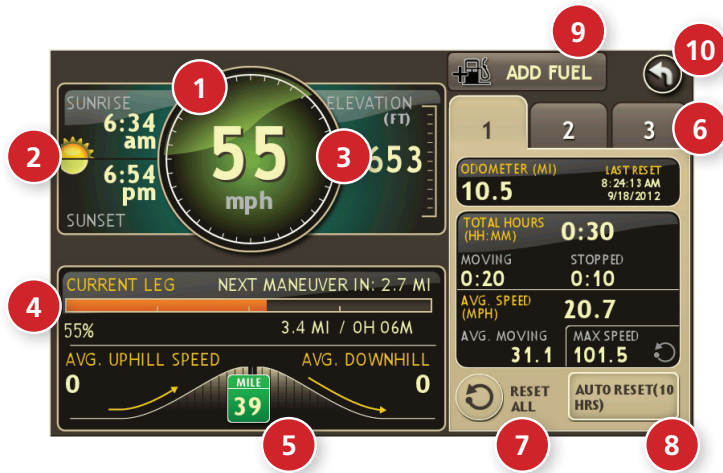 9
10
ADD FUEL
1
SUNRISE
6:34
am
ELEVATION
(FT)
1
2
3
6
2
55
mph
3
653
6:54
pm
SUNSET
ODOMETER (MI)
10.5
LAST RESET
8:24:13 AM
9/18/2012
TOTAL HOURS
(HH:MM)
0:30
MOVING
STOPPED
0:20
0:10
4
CURRENT LEG
NEXT MANEUVER IN: 2.7 MI
55%
3.4 MI / 0H 06M
AVG. SPEED
(MPH)
20.7
AVG. MOVING
31.1
MAX SPEED
101.5
AVG. UPHILL SPEED
0
AVG. DOWNHILL
0
MILE
39
5
RESET
ALL
AUTO RESET(10
HRS)
7
8